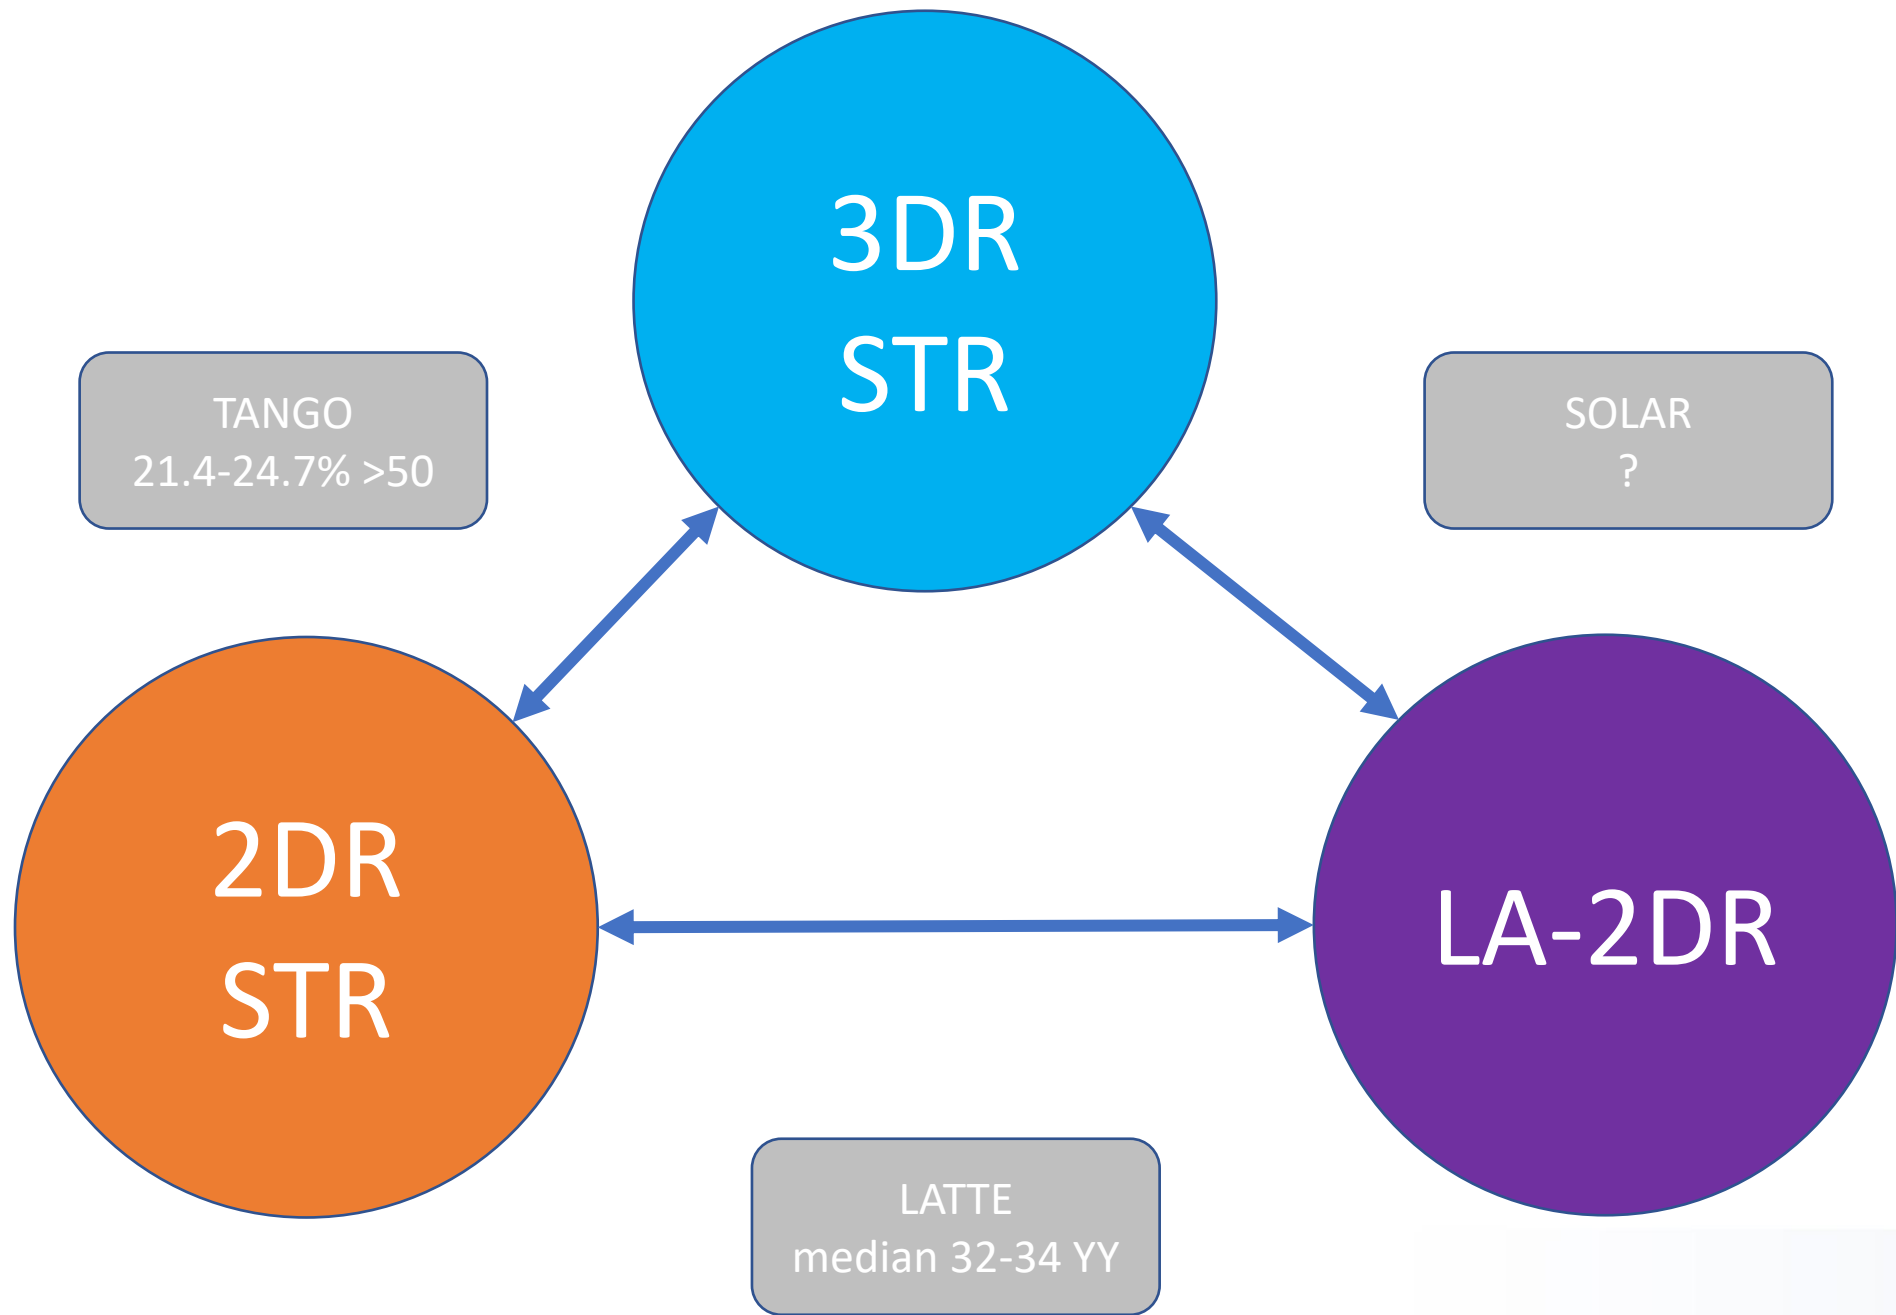 3DR
STR
TANGO
21.4-24.7% >50
SOLAR
?
2DR
STR
LA-2DR
LATTE
median 32-34 YY